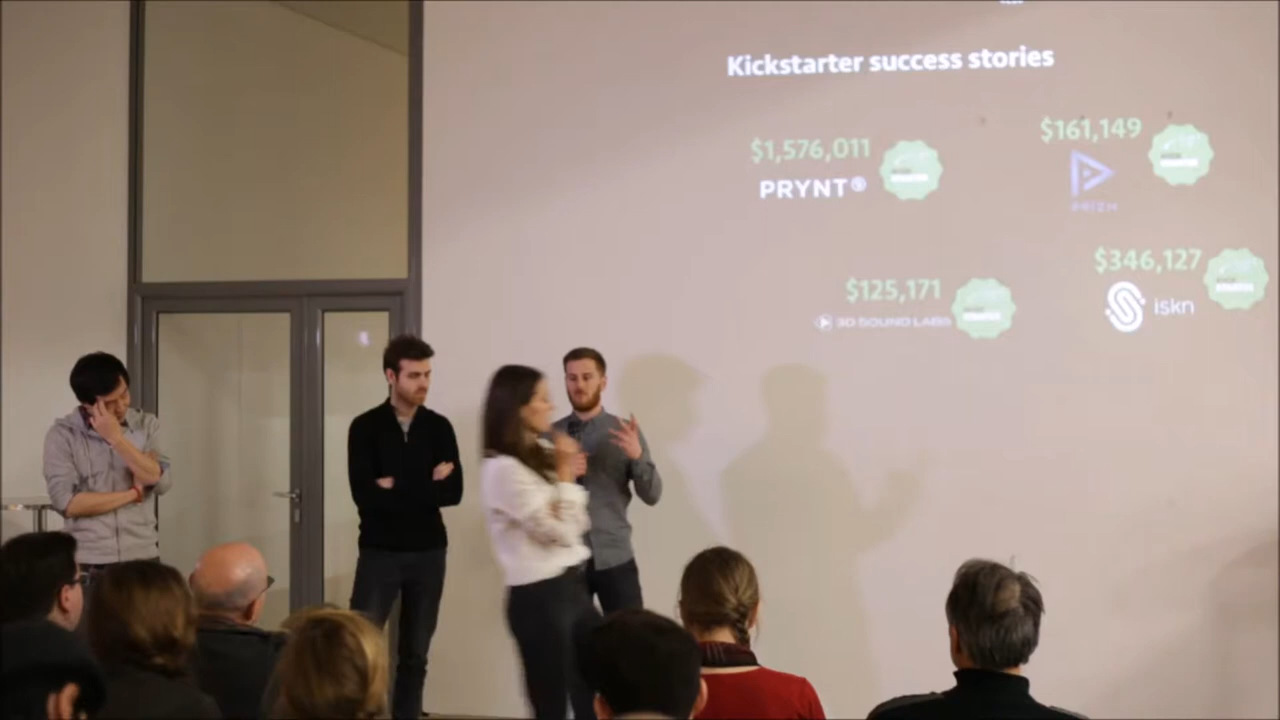 Kickstarter success stories
$1,576,011
PRYNT
$161,149
PRIZM
$125,171
3D SOUND LABS
$346,127
iskn